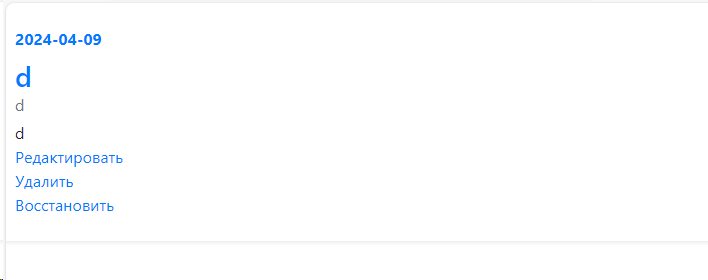 2024-04-09
d
d
d
Редактировать
Удалить
Восстановить